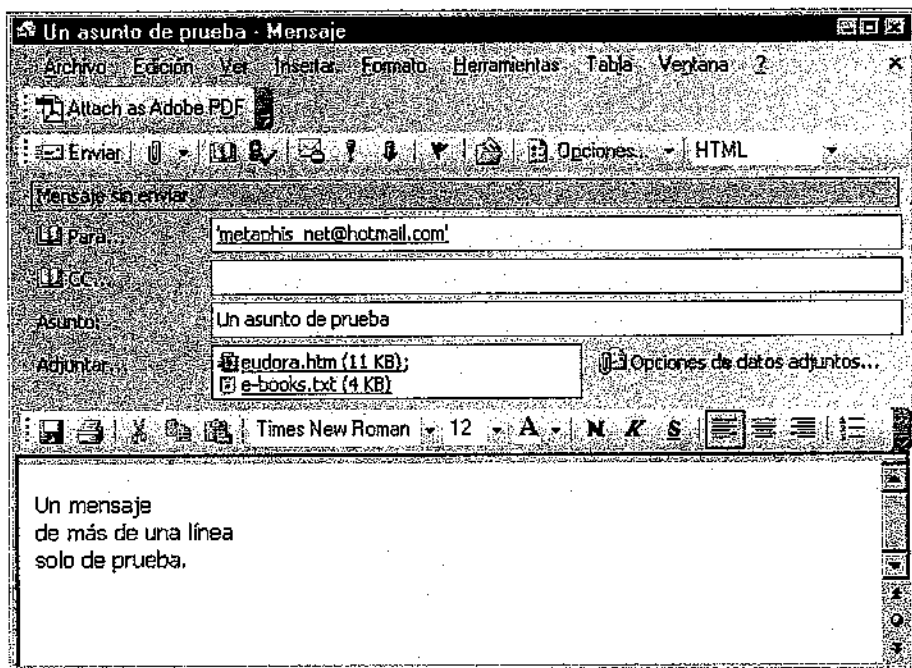 Un asunto de prueba - Mensaje
Archivo Edición Ver Insertar Formato Herramientas Tabla Ventana ?
Attach as Adobe PDF
Enviar Opciones... HTML
Mensaje sin enviar.
Para...
'metaphis_net@hotmail.com'
CC...
Asunto:
Un asunto de prueba
Adjuntar...
eudora.htm (11 KB);
e-books.txt (4 KB)
Opciones de datos adjuntos...
Times New Roman 12 A N K S
Un mensaje
de más de una línea
solo de prueba.